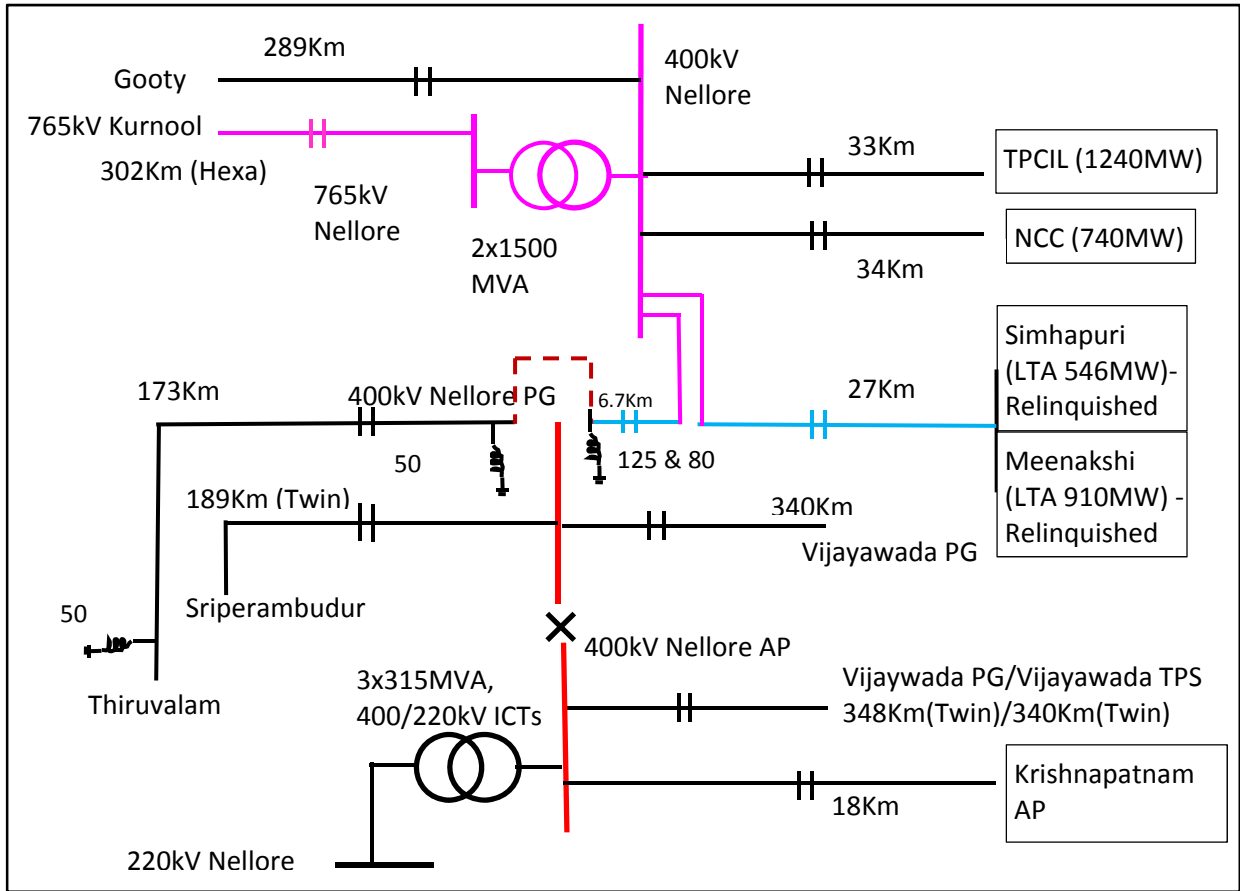 289Km
Gooty
400kV
Nellore
765kV Kurnool
302Km (Hexa)
765kV
Nellore
2x1500
MVA
33Km
TPCIL (1240MW)
NCC (740MW)
34Km
Simhapuri
(LTA 546MW)-
Relinquished
Meenakshi
(LTA 910MW) -
Relinquished
27Km
173Km
400kV Nellore PG
6.7Km
50
125 & 80
189Km (Twin)
340Km
Vijayawada PG
Sriperambudur
50
Thiruvalam
400kV Nellore AP
3x315MVA,
400/220kV ICTs
Vijaywada PG/Vijayawada TPS
348Km(Twin)/340Km(Twin)
Krishnapatnam
AP
18Km
220kV Nellore